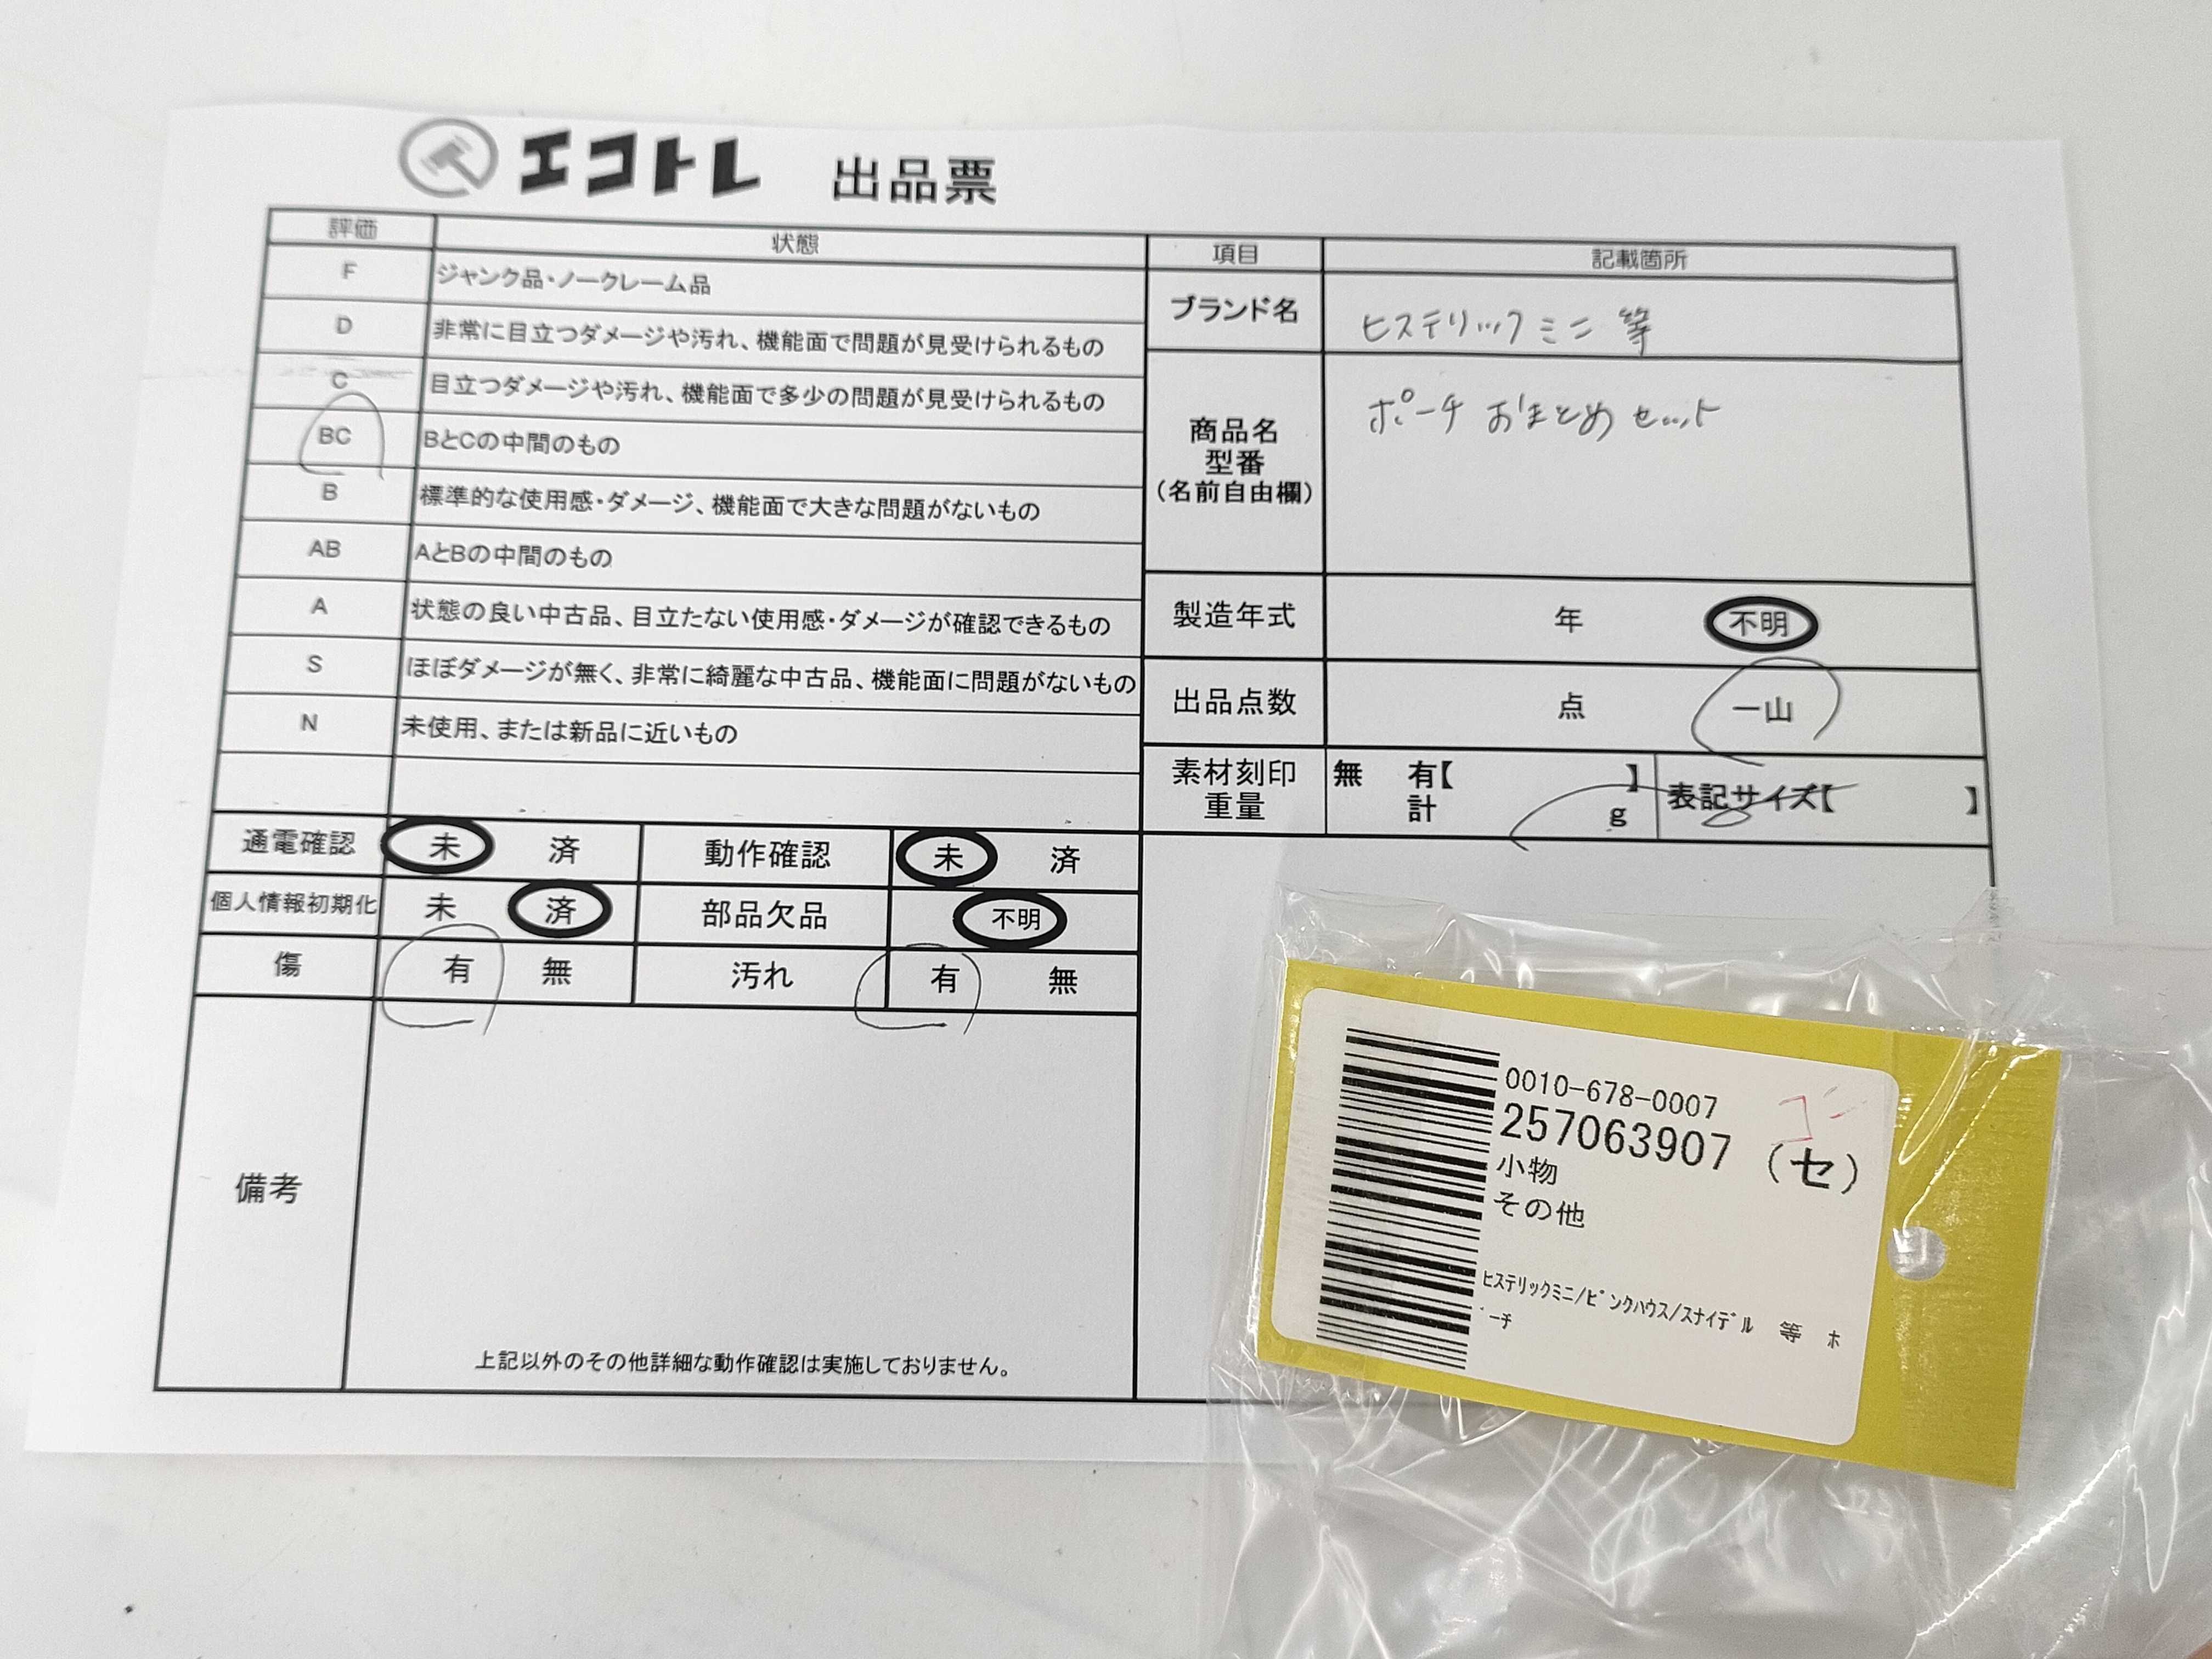 エコトレ 出品票
評価 状態
F ジャンク品・ノークレーム品
D 非常に目立つダメージや汚れ、機能面で問題が見受けられるもの
C 目立つダメージや汚れ、機能面で多少の問題が見受けられるもの
BC BとCの中間のもの
B 標準的な使用感・ダメージ、機能面で大きな問題がないもの
AB AとBの中間のもの
A 状態の良い中古品、目立たない使用感・ダメージが確認できるもの
S ほぼダメージが無く、非常に綺麗な中古品、機能面に問題がないもの
N 未使用、または新品に近いもの
通電確認 未 済 動作確認 未 済
個人情報初期化 未 済 部品欠品 不明
傷 有 無 汚れ 有 無
備考
上記以外のその他詳細な動作確認は実施しておりません。
項目 記載箇所
ブランド名 ヒステリックミニ 等
商品名
型番
（名前自由欄）
ポーチ おまとめ セット
製造年式 年 不明
出品点数 点 一山
素材刻印 無 有【 】
重量 計 g
表記サイズ【 】
0010-678-0007
257063907 （セ）
小物
その他
ﾋｽﾃﾘｯｸﾐﾆ/ﾋﾟﾝｸﾊｳｽ/ｽﾅｲﾃﾞﾙ 等 ﾎ
ﾟｰﾁ